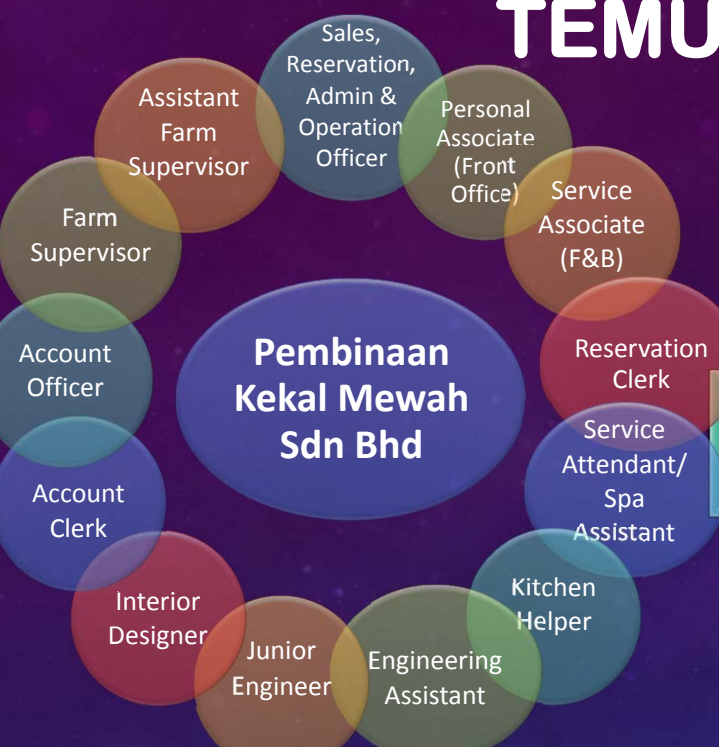 TEMU
Sales,
Reservation,
Admin &
Operation
Officer
Personal
Associate
(Front
Office)
Service
Associate
(F&B)
Reservation
Clerk
Service
Attendant/
Spa
Assistant
Kitchen
Helper
Engineering
Assistant
Junior
Engineer
Interior
Designer
Account
Clerk
Account
Officer
Farm
Supervisor
Assistant
Farm
Supervisor
Pembinaan
Kekal Mewah
Sdn Bhd